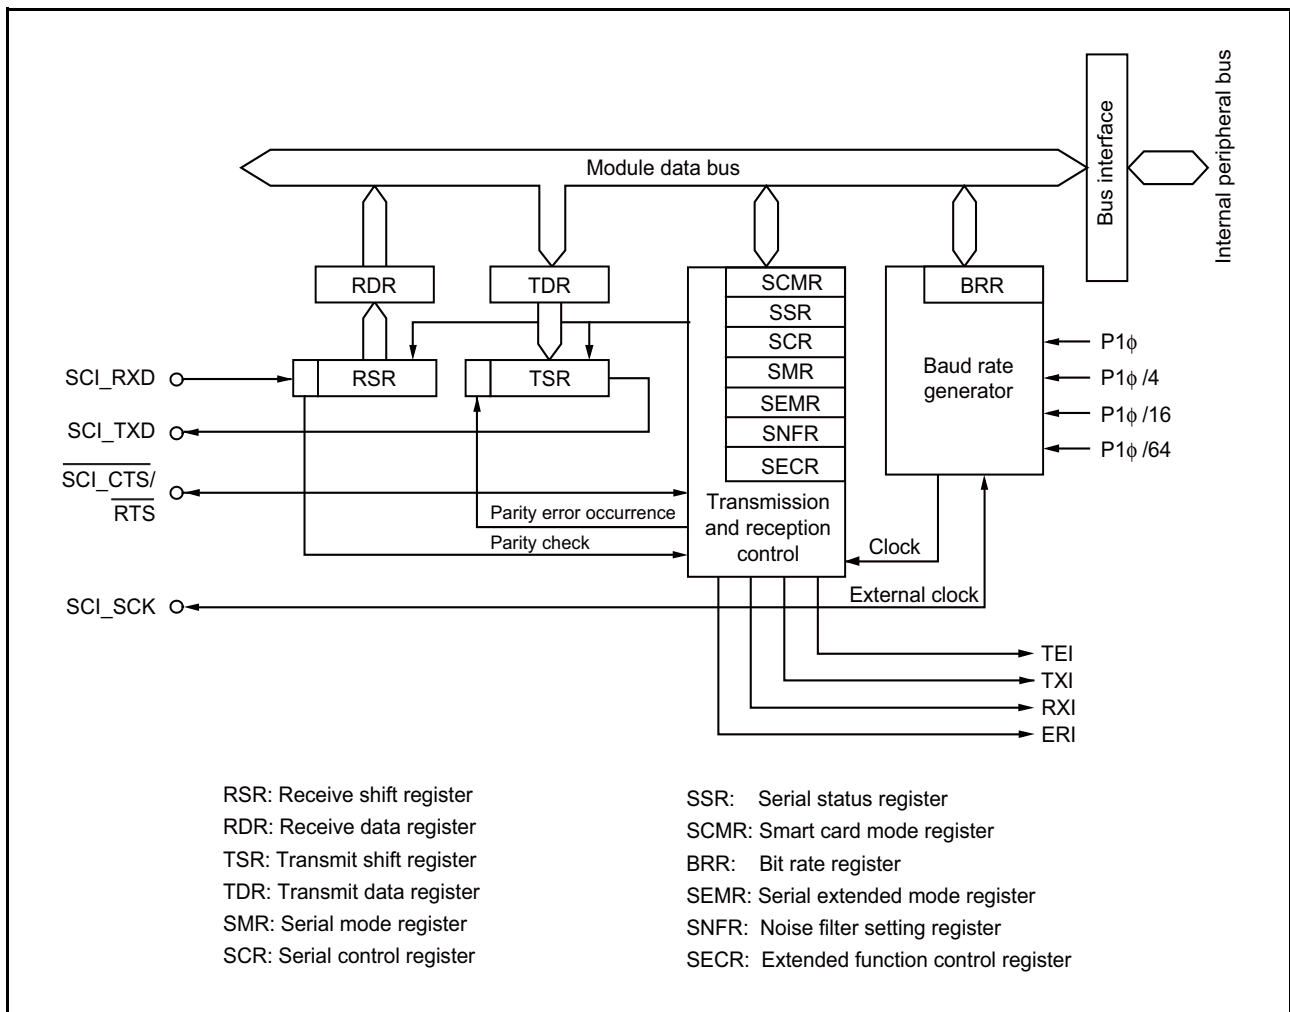 Module data bus
Bus interface
Internal peripheral bus
RDR
TDR
SCMR
BRR
SSR
SCR
SMR
SEMR
SNFR
SECR
RSR
TSR
Baud rate
generator
P1ϕ
P1ϕ /4
P1ϕ /16
P1ϕ /64
SCI_RXD
SCI_TXD
SCI_CTS/
RTS
SCI_SCK
Parity error occurrence
Parity check
Transmission
and reception
control
Clock
External clock
TEI
TXI
RXI
ERI
RSR: Receive shift register
RDR: Receive data register
TSR: Transmit shift register
TDR: Transmit data register
SMR: Serial mode register
SCR: Serial control register
SSR: Serial status register
SCMR: Smart card mode register
BRR: Bit rate register
SEMR: Serial extended mode register
SNFR: Noise filter setting register
SECR: Extended function control register